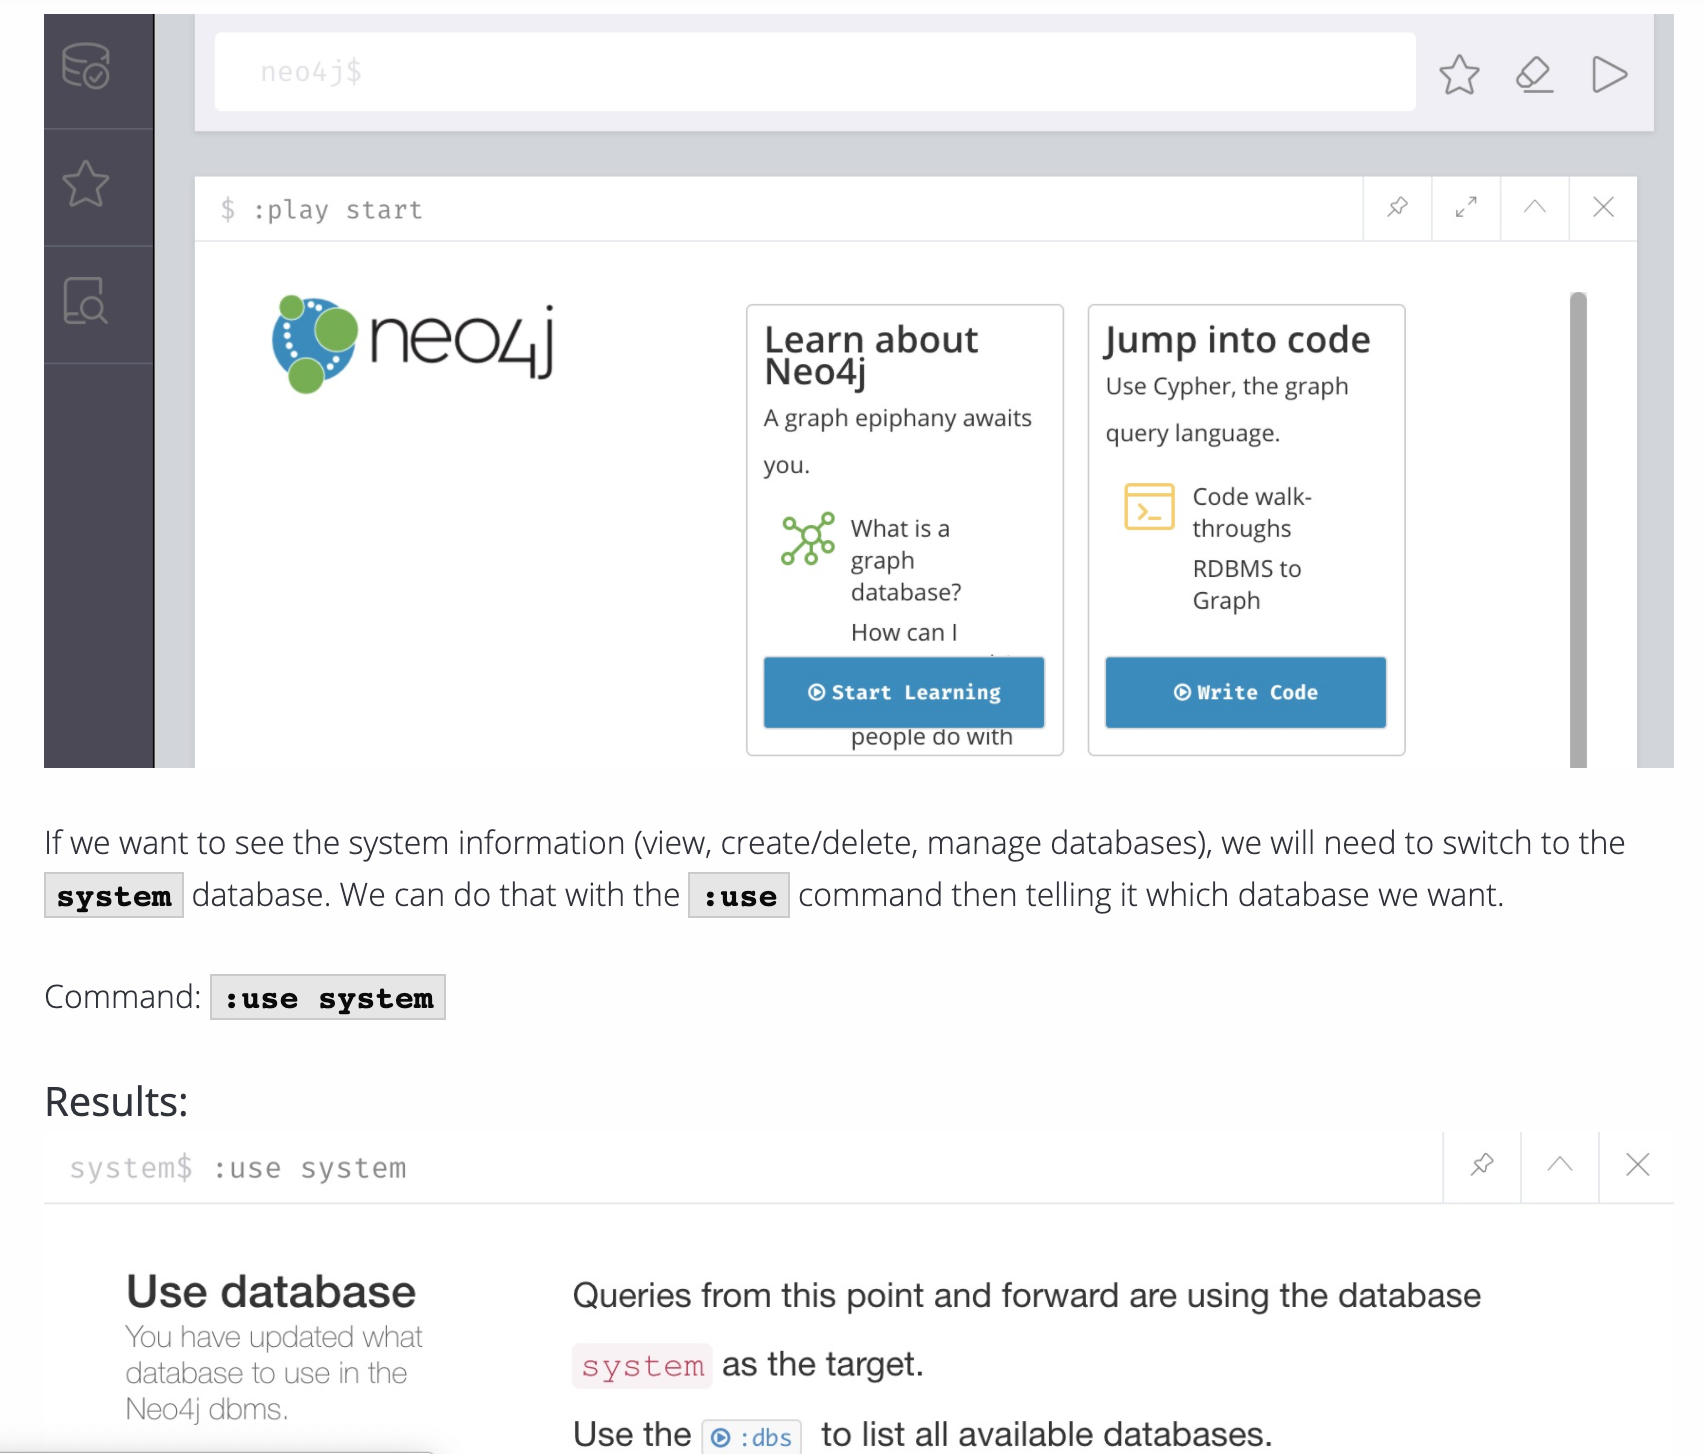 neo4j$
$ :play start
neo4j
Learn about
Neo4j
A graph epiphany awaits
you.
What is a
graph
database?
How can I
Start Learning
people do with
Jump into code
Use Cypher, the graph
query language.
Code walk-
throughs
RDBMS to
Graph
Write Code
If we want to see the system information (view, create/delete, manage databases), we will need to switch to the
system database. We can do that with the :use command then telling it which database we want.
Command: :use system
Results:
system$ :use system
Use database
You have updated what
database to use in the
Neo4j dbms.
Queries from this point and forward are using the database
system as the target.
Use the :dbs to list all available databases.